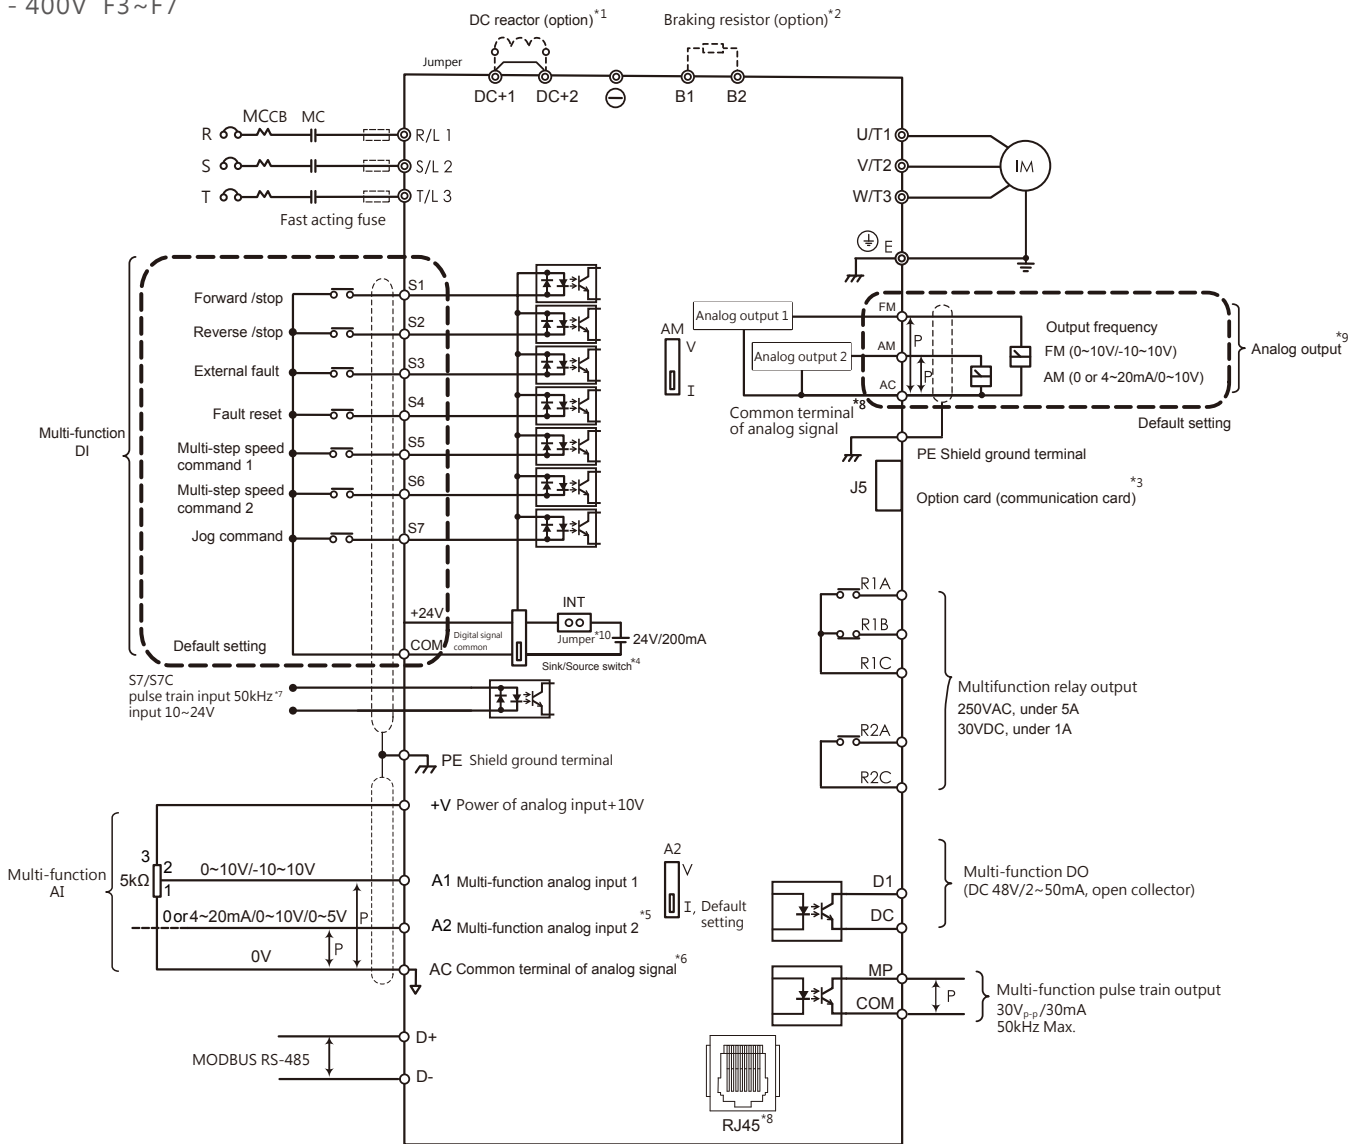 - 400V F3~F7
DC reactor (option)*1
Braking resistor (option)*2
Jumper
DC+1
DC+2
B1
B2
MCCB
MC
R
R/L 1
S
S/L 2
T
T/L 3
Fast acting fuse
U/T1
V/T2
W/T3
IM
E
Multi-function
DI
Forward /stop
S1
Reverse /stop
S2
External fault
S3
Fault reset
S4
Multi-step speed
command 1
S5
Multi-step speed
command 2
S6
Jog command
S7
+24V
COM
Default setting
Digital signal
common
INT
Jumper*10
24V/200mA
Sink/Source switch*4
S7/S7C
pulse train input 50kHz*7
input 10~24V
PE Shield ground terminal
AM
V
I
Analog output 1
Analog output 2
FM
AM
AC
P
P
Output frequency
FM (0~10V/-10~10V)
AM (0 or 4~20mA/0~10V)
Analog output*9
Default setting
Common terminal*8
of analog signal
PE Shield ground terminal
J5
Option card (communication card)*3
R1A
R1B
R1C
R2A
R2C
Multifunction relay output
250VAC, under 5A
30VDC, under 1A
+V Power of analog input+10V
Multi-function
AI
3
2
1
5kΩ
0~10V/-10~10V
A1 Multi-function analog input 1
0 or 4~20mA/0~10V/0~5V
P
A2 Multi-function analog input 2*5
P
0V
AC Common terminal of analog signal*6
A2
V
I, Default
setting
D1
DC
Multi-function DO
(DC 48V/2~50mA, open collector)
MP
COM
P
Multi-function pulse train output
30Vp-p/30mA
50kHz Max.
D+
MODBUS RS-485
D-
RJ45*8